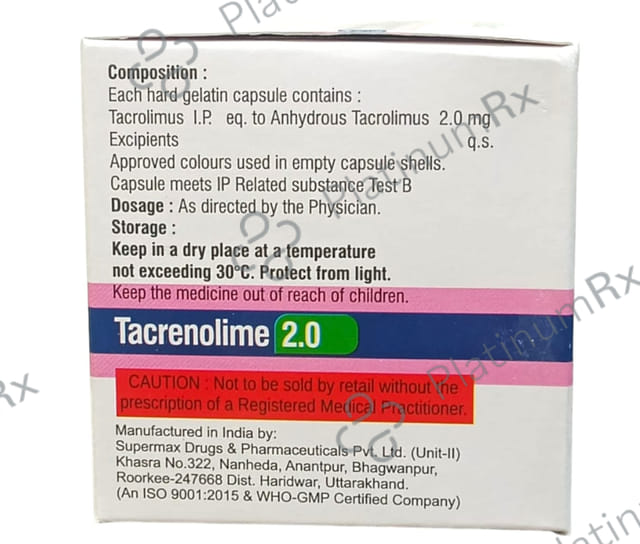 Composition :
Each hard gelatin capsule contains :
Tacrolimus I.P. eq. to Anhydrous Tacrolimus 2.0 mg
Excipients q.s.
Approved colours used in empty capsule shells.
Capsule meets IP Related substance Test B
Dosage : As directed by the Physician.
Storage :
Keep in a dry place at a temperature
not exceeding 30°C. Protect from light.
Keep the medicine out of reach of children.
Tacrenolime 2.0
CAUTION : Not to be sold by retail without the
prescription of a Registered Medical Practitioner.
Manufactured in India by:
Supermax Drugs & Pharmaceuticals Pvt. Ltd. (Unit-II)
Khasra No.322, Nanheda, Anantpur, Bhagwanpur,
Roorkee-247668 Dist. Haridwar, Uttarakhand.
(An ISO 9001:2015 & WHO-GMP Certified Company)
PlatinumRx
PlatinumRx